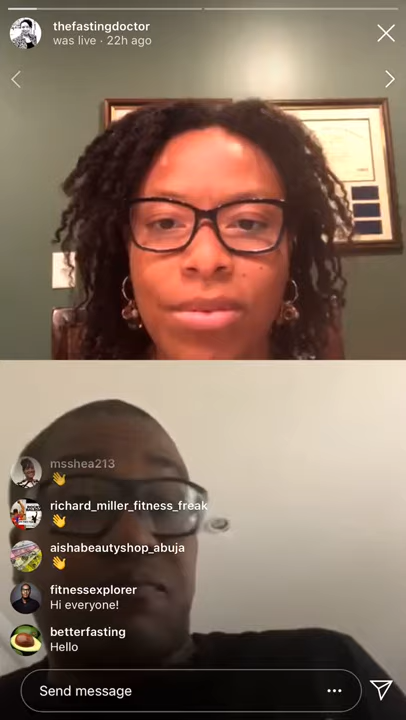 thefastingdoctor
was live · 22h ago
msshea213
👋
richard_miller_fitness_freak
👋
aishabeautyshop_abuja
👋
fitnessexplorer
Hi everyone!
betterfasting
Hello
Send message